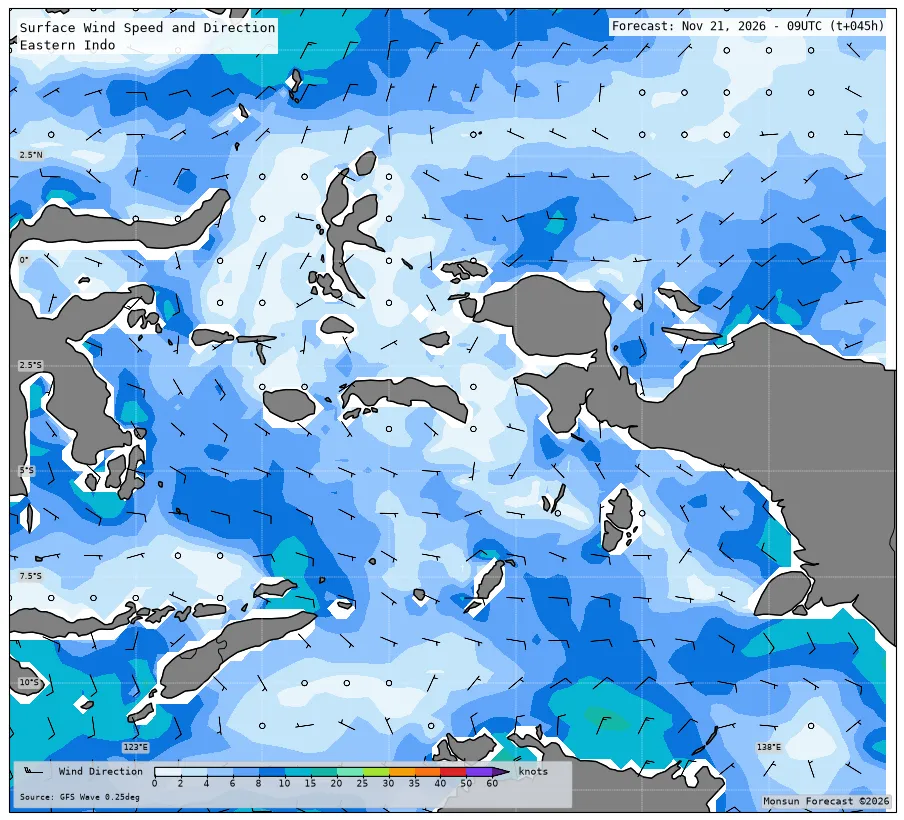 Surface Wind Speed and Direction
Eastern Indo
Forecast: Nov 21, 2026 - 09UTC (t+045h)
2.5°N
0°
2.5°S
5°S
7.5°S
10°S
123°E
138°E
Wind Direction
0 2 4 6 8 10 15 20 25 30 35 40 50 60
knots
Source: GFS Wave 0.25deg
Monsun Forecast ©2026